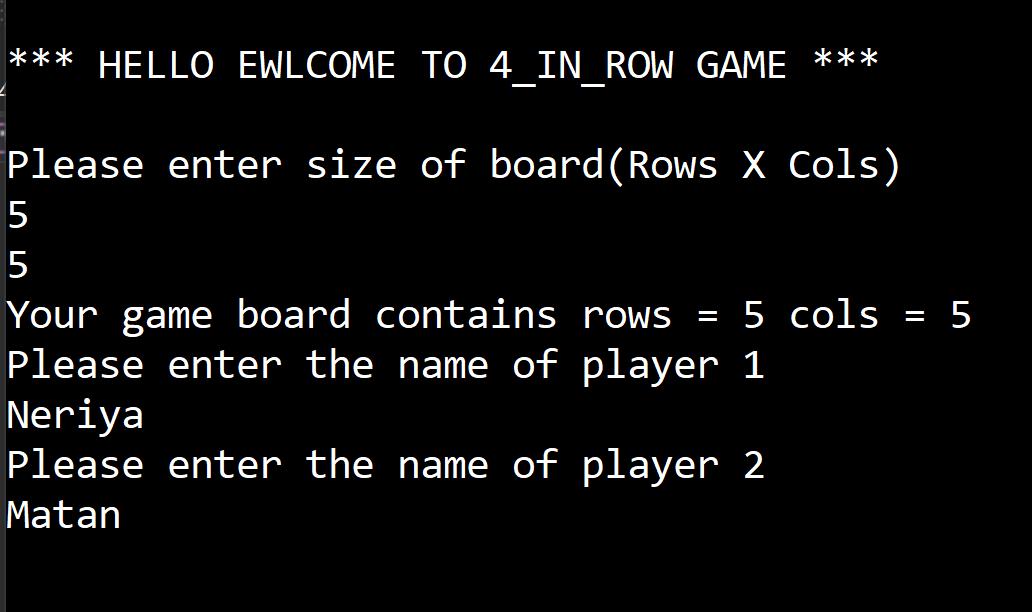 *** HELLO EWLCOME TO 4_IN_ROW GAME ***
Please enter size of board(Rows X Cols)
5
5
Your game board contains rows = 5 cols = 5
Please enter the name of player 1
Neriya
Please enter the name of player 2
Matan